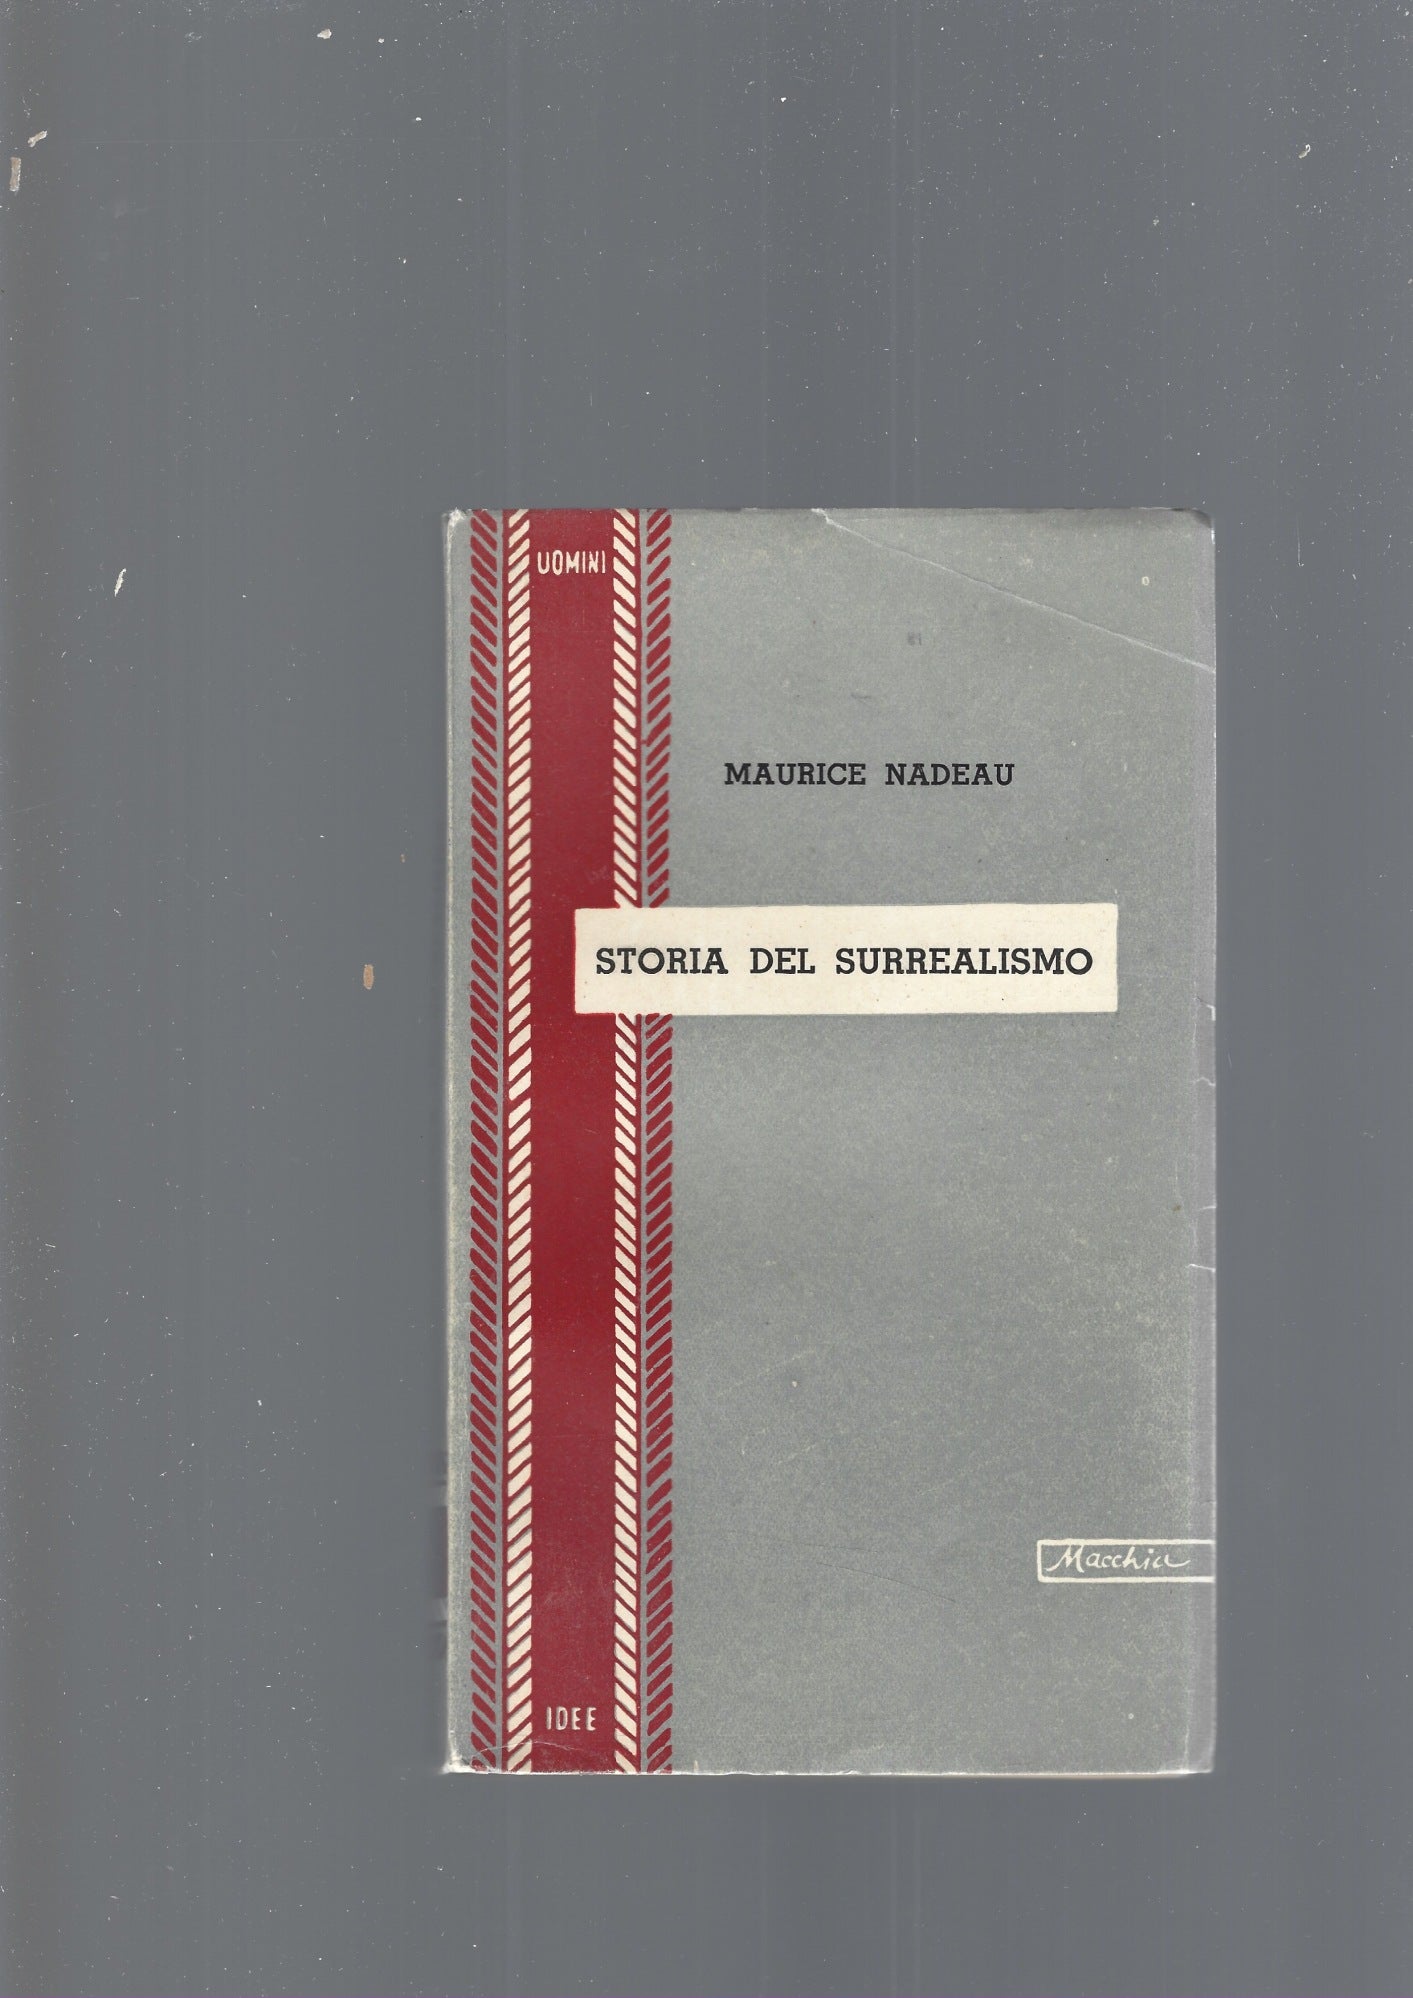 UOMINI
MAURICE NADEAU
STORIA DEL SURREALISMO
Macchia
IDEE